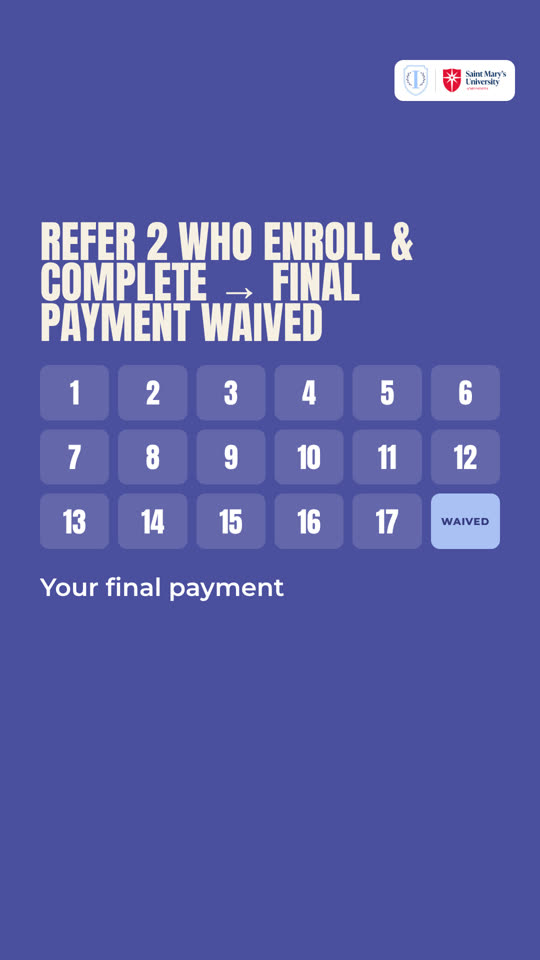 Saint Mary's
University
REFER 2 WHO ENROLL &
COMPLETE → FINAL
PAYMENT WAIVED
1 2 3 4 5 6
7 8 9 10 11 12
13 14 15 16 17 WAIVED
Your final payment